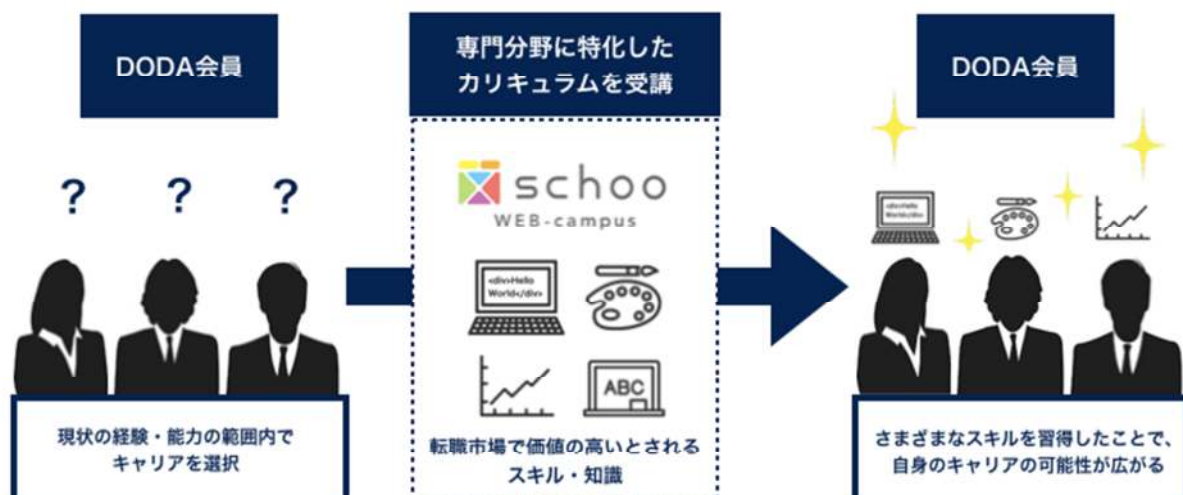 DODA会員
?
?
?
現状の経験・能力の範囲内で
キャリアを選択
専門分野に特化した
カリキュラムを受講
schoo
WEB-campus
<div>Hello
World</div>
ABC
転職市場で価値の高いとされる
スキル・知識
DODA会員
<div>Hello
World</div>
さまざまなスキルを習得したことで、
自身のキャリアの可能性が広がる